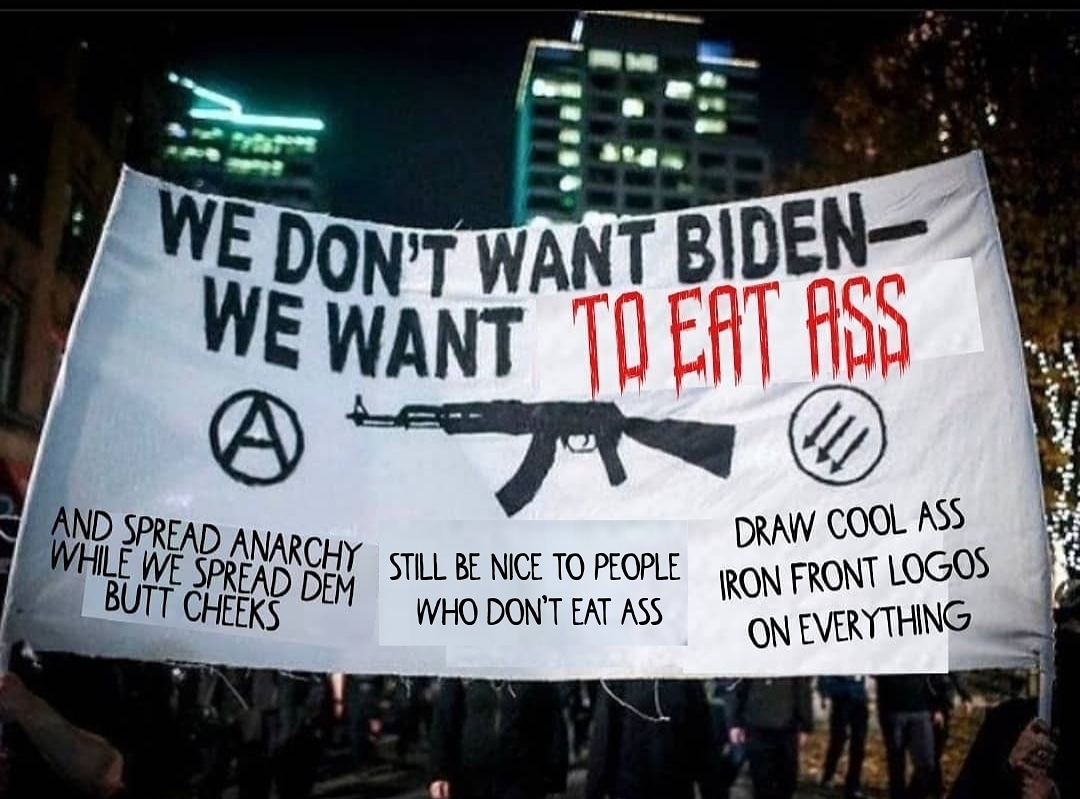 WE DON'T WANT BIDEN—
WE WANT TO EAT ASS
AND SPREAD ANARCHY
WHILE WE SPREAD DEM
BUTT CHEEKS
STILL BE NICE TO PEOPLE
WHO DON'T EAT ASS
DRAW COOL ASS
IRON FRONT LOGOS
ON EVERYTHING